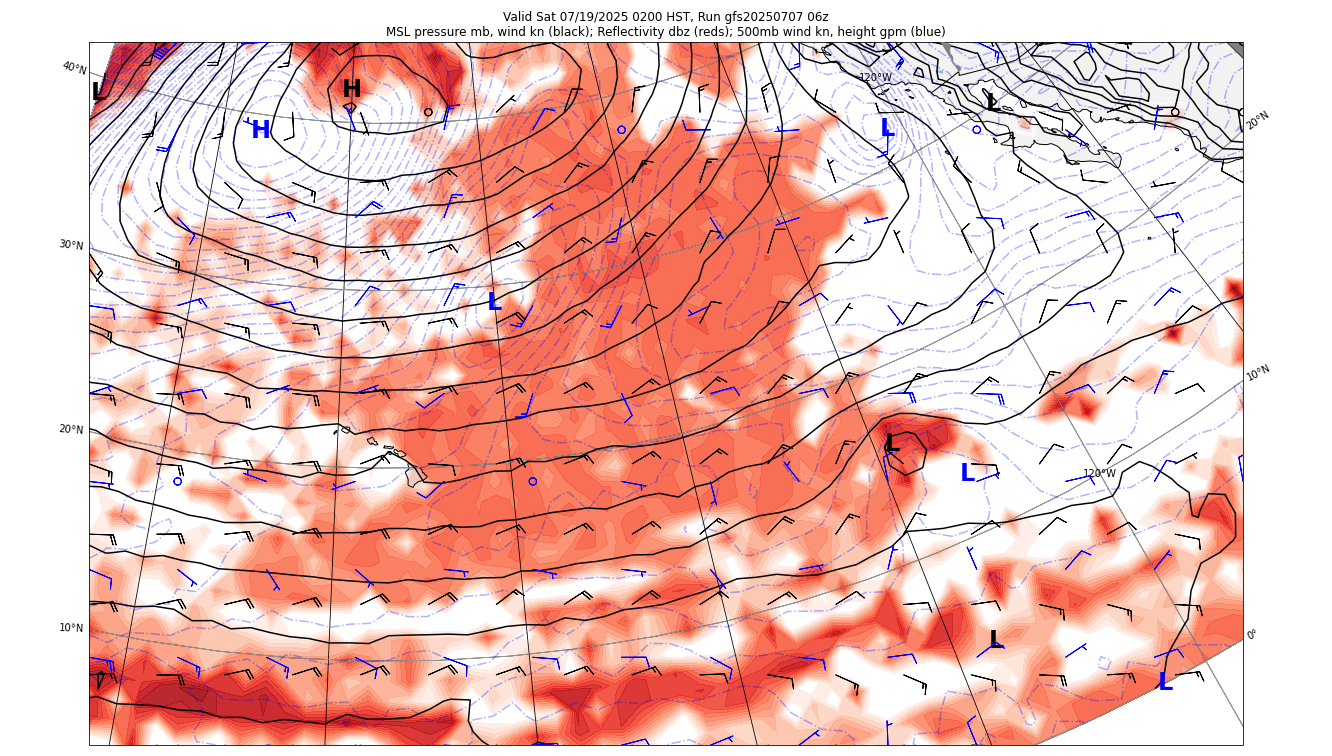 Valid Sat 07/19/2025 0200 HST, Run gfs20250707 06z
MSL pressure mb, wind kn (black); Reflectivity dbz (reds); 500mb wind kn, height gpm (blue)
40°N
L
H
H
120°W
L
L
20°N
30°N
L
10°N
20°N
L
L
120°W
10°N
L
0°
L